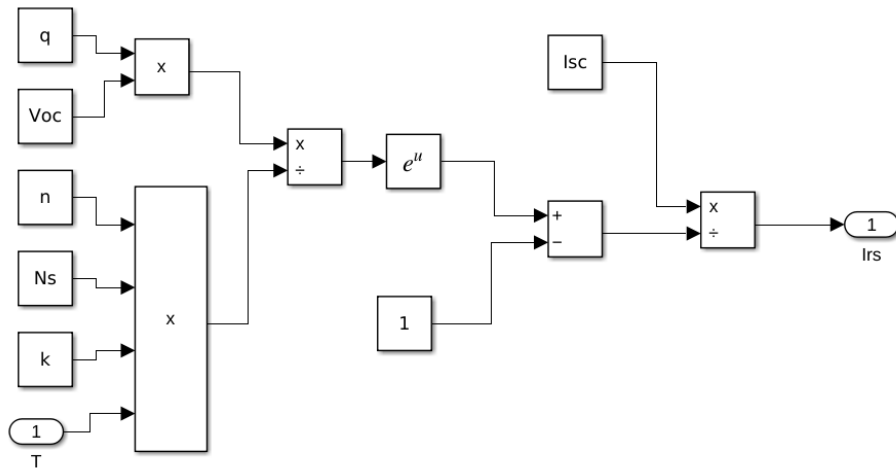 q
x
Voc
n
Ns
k
1
T
x
x
÷
e^u
1
Isc
+
−
x
÷
1
Irs